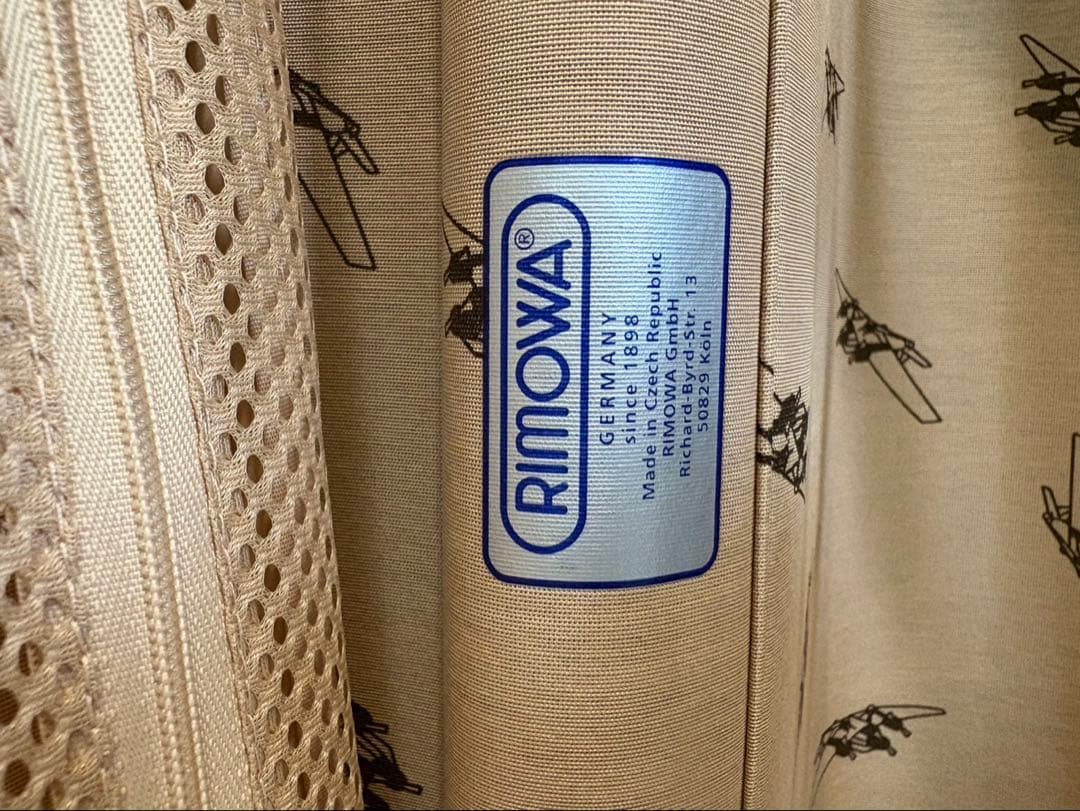 RIMOWA®
GERMANY
since 1898
Made in Czech Republic
RIMOWA GmbH
Richard-Byrd-Str. 13
50829 Köln